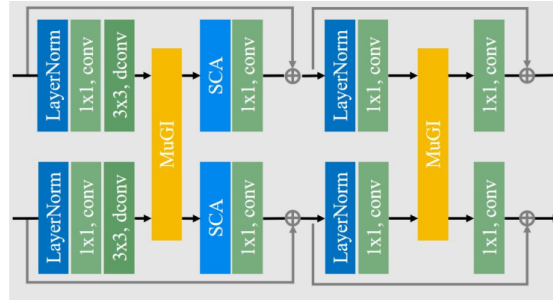 LayerNorm
1x1, conv
3x3, dconv
MuGI
SCA
1x1, conv
LayerNorm
1x1, conv
MuGI
1x1, conv
LayerNorm
1x1, conv
3x3, dconv
SCA
1x1, conv
LayerNorm
1x1, conv
1x1, conv